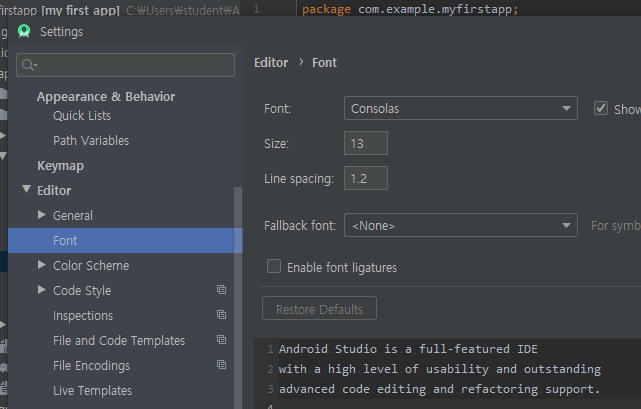 firstapp [my first app] C:₩Users₩student₩A
1 package com.example.myfirstapp;
Settings
Appearance & Behavior
Quick Lists
Path Variables
Keymap
Editor
General
Font
Color Scheme
Code Style
Inspections
File and Code Templates
File Encodings
Live Templates
Editor › Font
Font: Consolas Show
Size: 13
Line spacing: 1.2
Fallback font: <None> For symb
Enable font ligatures
Restore Defaults
1 Android Studio is a full-featured IDE
2 with a high level of usability and outstanding
3 advanced code editing and refactoring support.
4